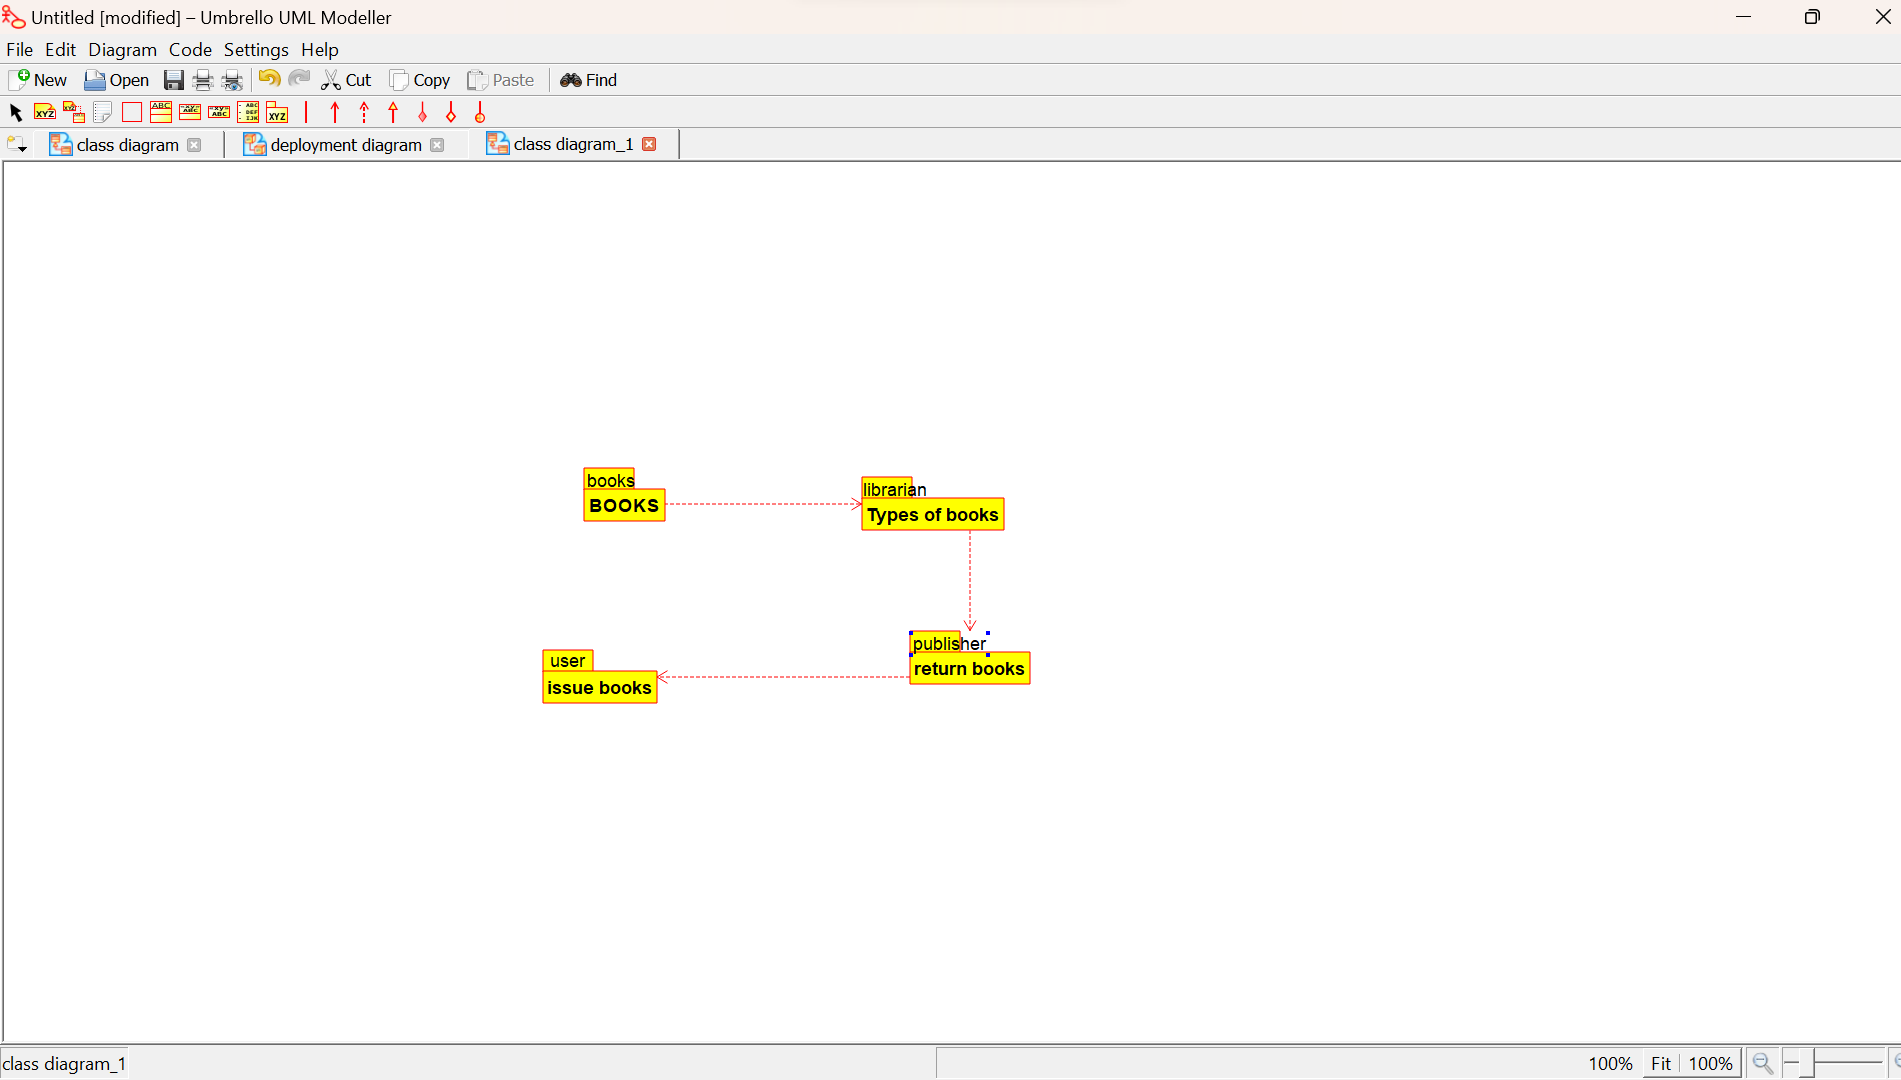 Untitled [modified] – Umbrello UML Modeller
File Edit Diagram Code Settings Help
New Open Cut Copy Paste Find
class diagram deployment diagram class diagram_1
books
BOOKS
librarian
Types of books
publisher
return books
user
issue books
class diagram_1 100% Fit 100%